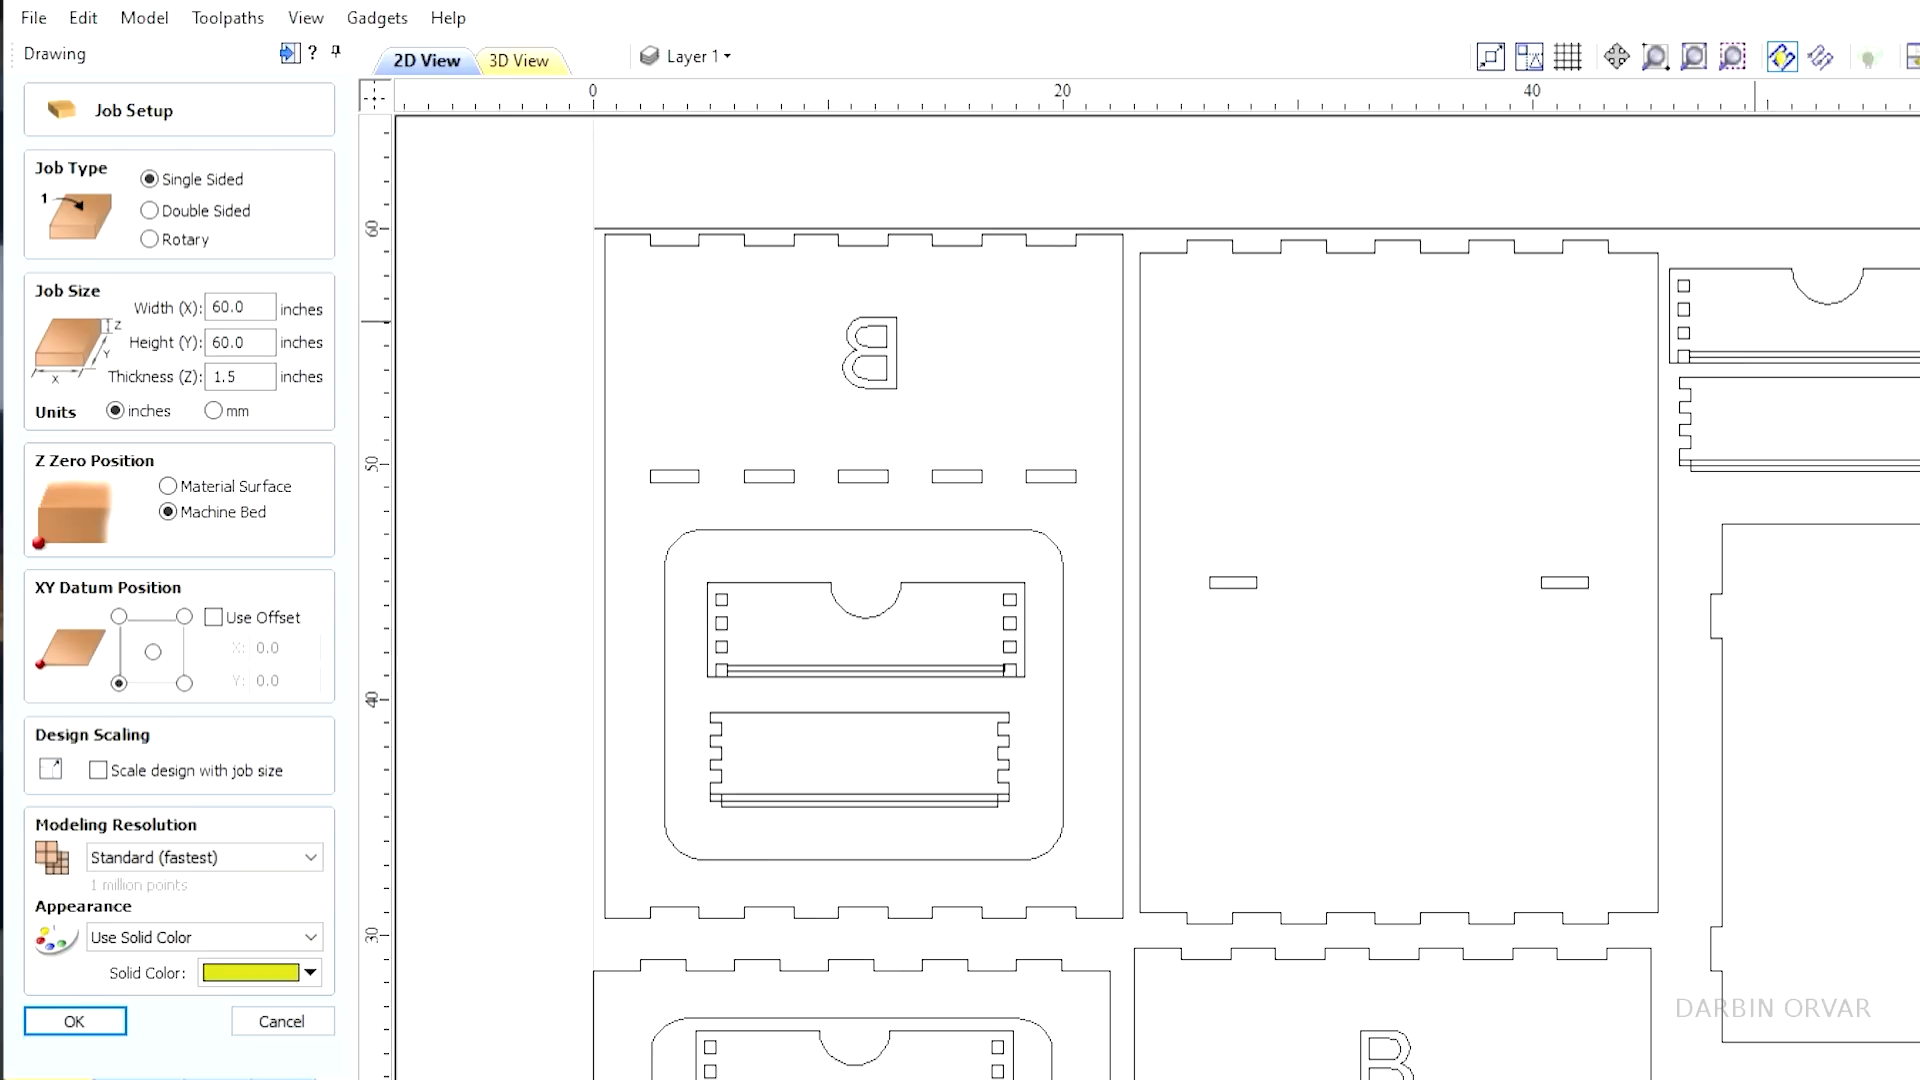 File Edit Model Toolpaths View Gadgets Help
Drawing ?
2D View 3D View Layer 1
Job Setup
0 20 40
Job Type
1
Single Sided
Double Sided
Rotary
Job Size
Width (X): 60.0 inches
Z
Height (Y): 60.0 inches
Y
Thickness (Z): 1.5 inches
X
Units inches mm
Z Zero Position
Material Surface
Machine Bed
XY Datum Position
Use Offset
X: 0.0
Y: 0.0
Design Scaling
Scale design with job size
Modeling Resolution
Standard (fastest)
1 million points
Appearance
Use Solid Color
Solid Color:
OK Cancel
60
50
40
30
B
B
DARBIN ORVAR